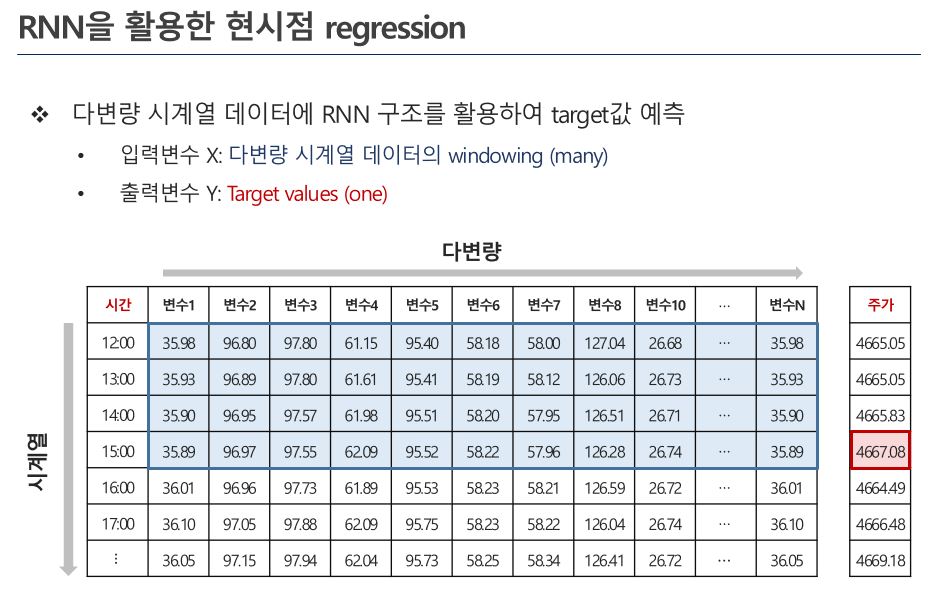 RNN을 활용한 현시점 regression
❖ 다변량 시계열 데이터에 RNN 구조를 활용하여 target값 예측
• 입력변수 X: 다변량 시계열 데이터의 windowing (many)
• 출력변수 Y: Target values (one)
다변량
시계열
시간 변수1 변수2 변수3 변수4 변수5 변수6 변수7 변수8 변수10 … 변수N 주가
12:00 35.98 96.80 97.80 61.15 95.40 58.18 58.00 127.04 26.68 … 35.98 4665.05
13:00 35.93 96.89 97.80 61.61 95.41 58.19 58.12 126.06 26.73 … 35.93 4665.05
14:00 35.90 96.95 97.57 61.98 95.51 58.20 57.95 126.51 26.71 … 35.90 4665.83
15:00 35.89 96.97 97.55 62.09 95.52 58.22 57.96 126.28 26.74 … 35.89 4667.08
16:00 36.01 96.96 97.73 61.89 95.53 58.23 58.21 126.59 26.72 … 36.01 4664.49
17:00 36.10 97.05 97.88 62.09 95.75 58.23 58.22 126.04 26.74 … 36.10 4666.48
⋮ 36.05 97.15 97.94 62.04 95.73 58.25 58.34 126.41 26.72 … 36.05 4669.18